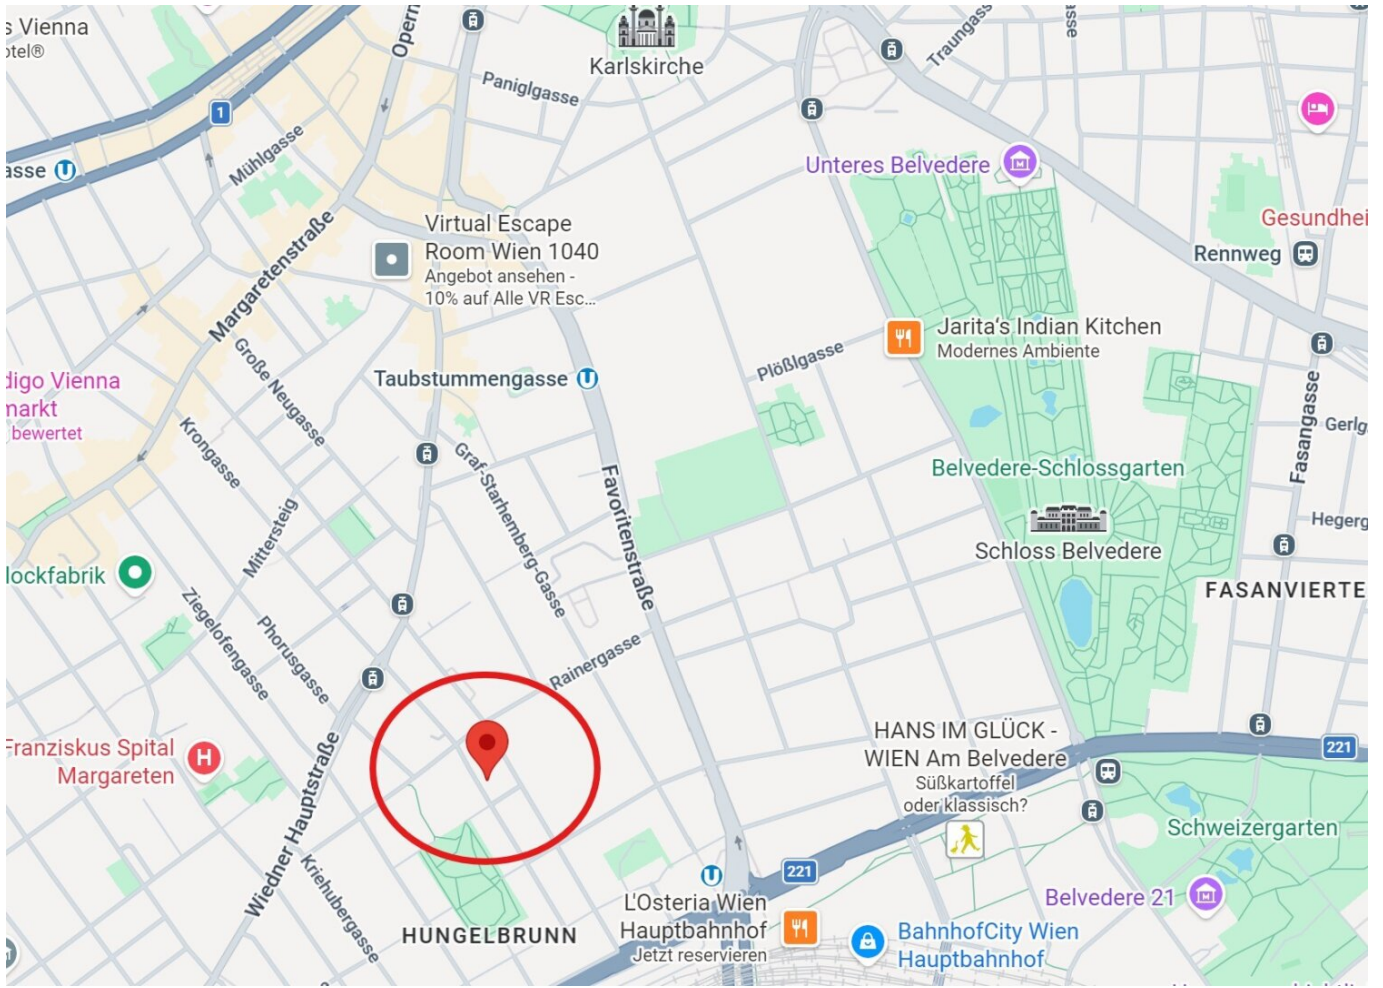 s Vienna
otel®
Opern
Karlskirche
Traungass
asse
Paniglgasse
1
Mühlgasse
asse
U
Unteres Belvedere
M
Gesundhei
Rennweg
Virtual Escape
Room Wien 1040
Angebot ansehen -
10% auf Alle VR Esc...
Margaretenstraße
Jarita's Indian Kitchen
Modernes Ambiente
Plößlgasse
Große Neugasse
Taubstummengasse
U
digo Vienna
markt
bewertet
Fasangasse
Gerlg
Krongasse
Graf-Starhemberg-Gasse
Favoritenstraße
Belvedere-Schlossgarten
Mittersteig
Hegerg
Schloss Belvedere
lockfabrik
FASANVIERTE
Ziegelofengasse
Phorusgasse
Rainergasse
HANS IM GLÜCK -
WIEN Am Belvedere
Süßkartoffel
oder klassisch?
221
Franziskus Spital
Margareten
H
Wiedner Hauptstraße
Schweizergarten
Kriehubergasse
U
221
Belvedere 21
M
L'Osteria Wien
Hauptbahnhof
Jetzt reservieren
BahnhofCity Wien
Hauptbahnhof
HUNGELBRUNN